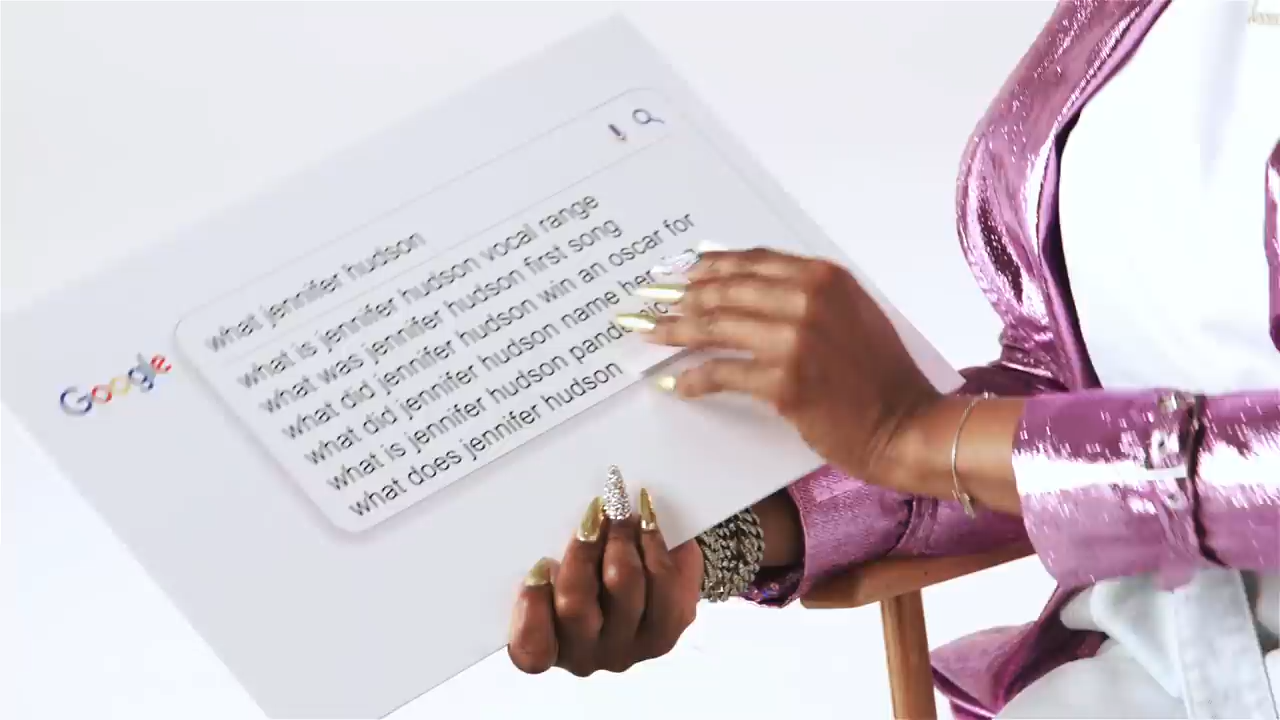 Google
what jennifer hudson
what is jennifer hudson vocal range
what was jennifer hudson first song
what did jennifer hudson win an oscar for
what did jennifer hudson name her
what is jennifer hudson
what does jennifer hudson